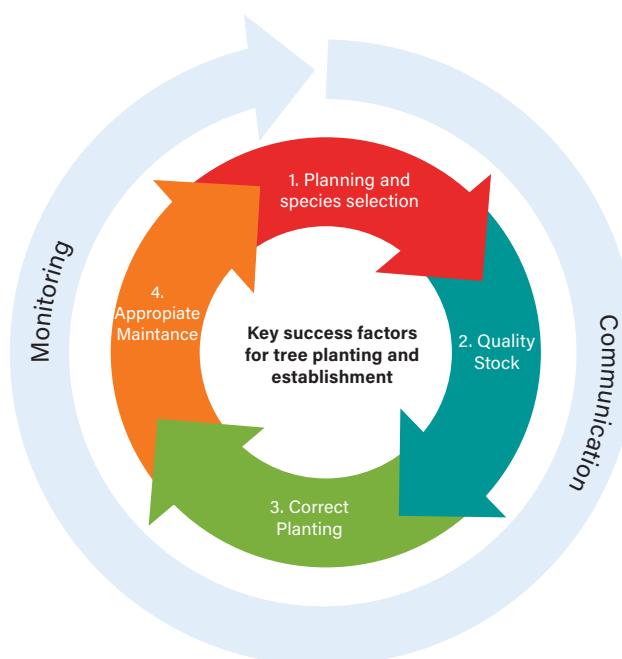 1. Planning and
species selection
2. Quality
Stock
3. Correct
Planting
4.
Appropiate
Maintance
Key success factors
for tree planting and
establishment
Monitoring
Communication